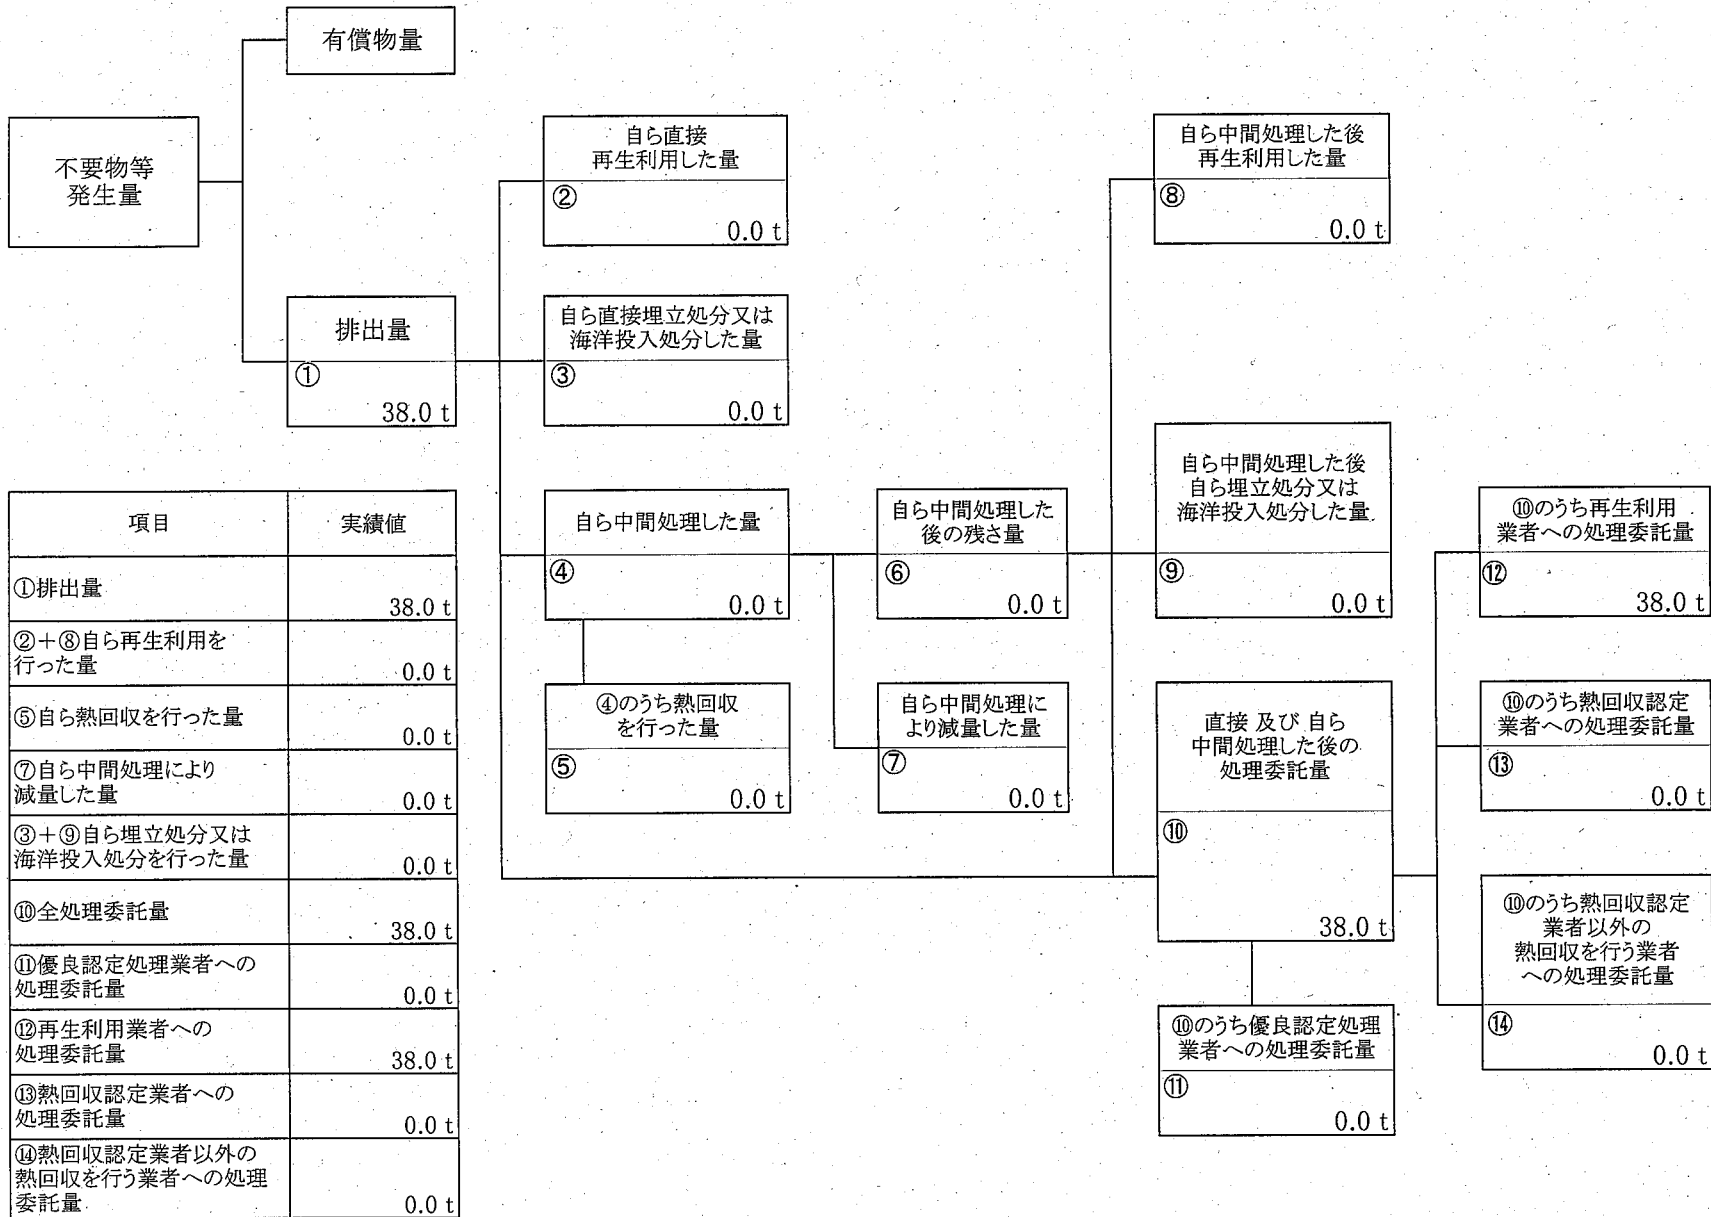 有償物量
不要物等
発生量
排出量
①
38.0 t
自ら直接
再生利用した量
②
0.0 t
自ら直接埋立処分又は
海洋投入処分した量
③
0.0 t
自ら中間処理した量
④
0.0 t
④のうち熱回収
を行った量
⑤
0.0 t
自ら中間処理した
後の残さ量
⑥
0.0 t
自ら中間処理に
より減量した量
⑦
0.0 t
自ら中間処理した後
再生利用した量
⑧
0.0 t
自ら中間処理した後
自ら埋立処分又は
海洋投入処分した量
⑨
0.0 t
直接 及び 自ら
中間処理した後の
処理委託量
⑩
38.0 t
⑩のうち優良認定処理
業者への処理委託量
⑪
0.0 t
⑩のうち再生利用
業者への処理委託量
⑫
38.0 t
⑩のうち熱回収認定
業者への処理委託量
⑬
0.0 t
⑩のうち熱回収認定
業者以外の
熱回収を行う業者
への処理委託量
⑭
0.0 t
項目 実績値
①排出量
38.0 t
②+⑧自ら再生利用を
行った量
0.0 t
⑤自ら熱回収を行った量
0.0 t
⑦自ら中間処理により
減量した量
0.0 t
③+⑨自ら埋立処分又は
海洋投入処分を行った量
0.0 t
⑩全処理委託量
38.0 t
⑪優良認定処理業者への
処理委託量
0.0 t
⑫再生利用業者への
処理委託量
38.0 t
⑬熱回収認定業者への
処理委託量
0.0 t
⑭熱回収認定業者以外の
熱回収を行う業者への処理
委託量
0.0 t